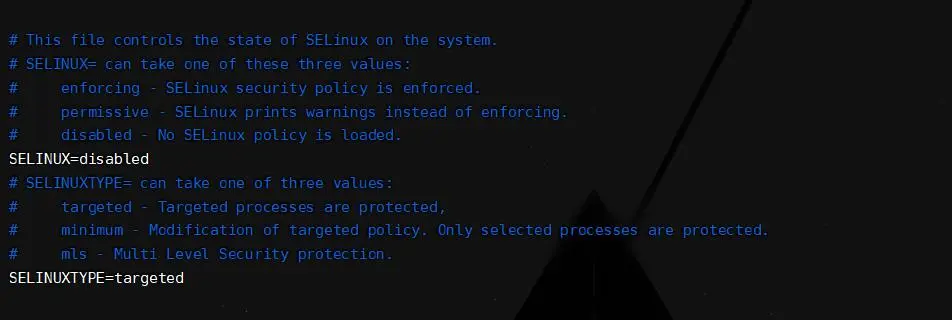 # This file controls the state of SELinux on the system.
# SELINUX= can take one of these three values:
#     enforcing - SELinux security policy is enforced.
#     permissive - SELinux prints warnings instead of enforcing.
#     disabled - No SELinux policy is loaded.
SELINUX=disabled
# SELINUXTYPE= can take one of three values:
#     targeted - Targeted processes are protected,
#     minimum - Modification of targeted policy. Only selected processes are protected.
#     mls - Multi Level Security protection.
SELINUXTYPE=targeted